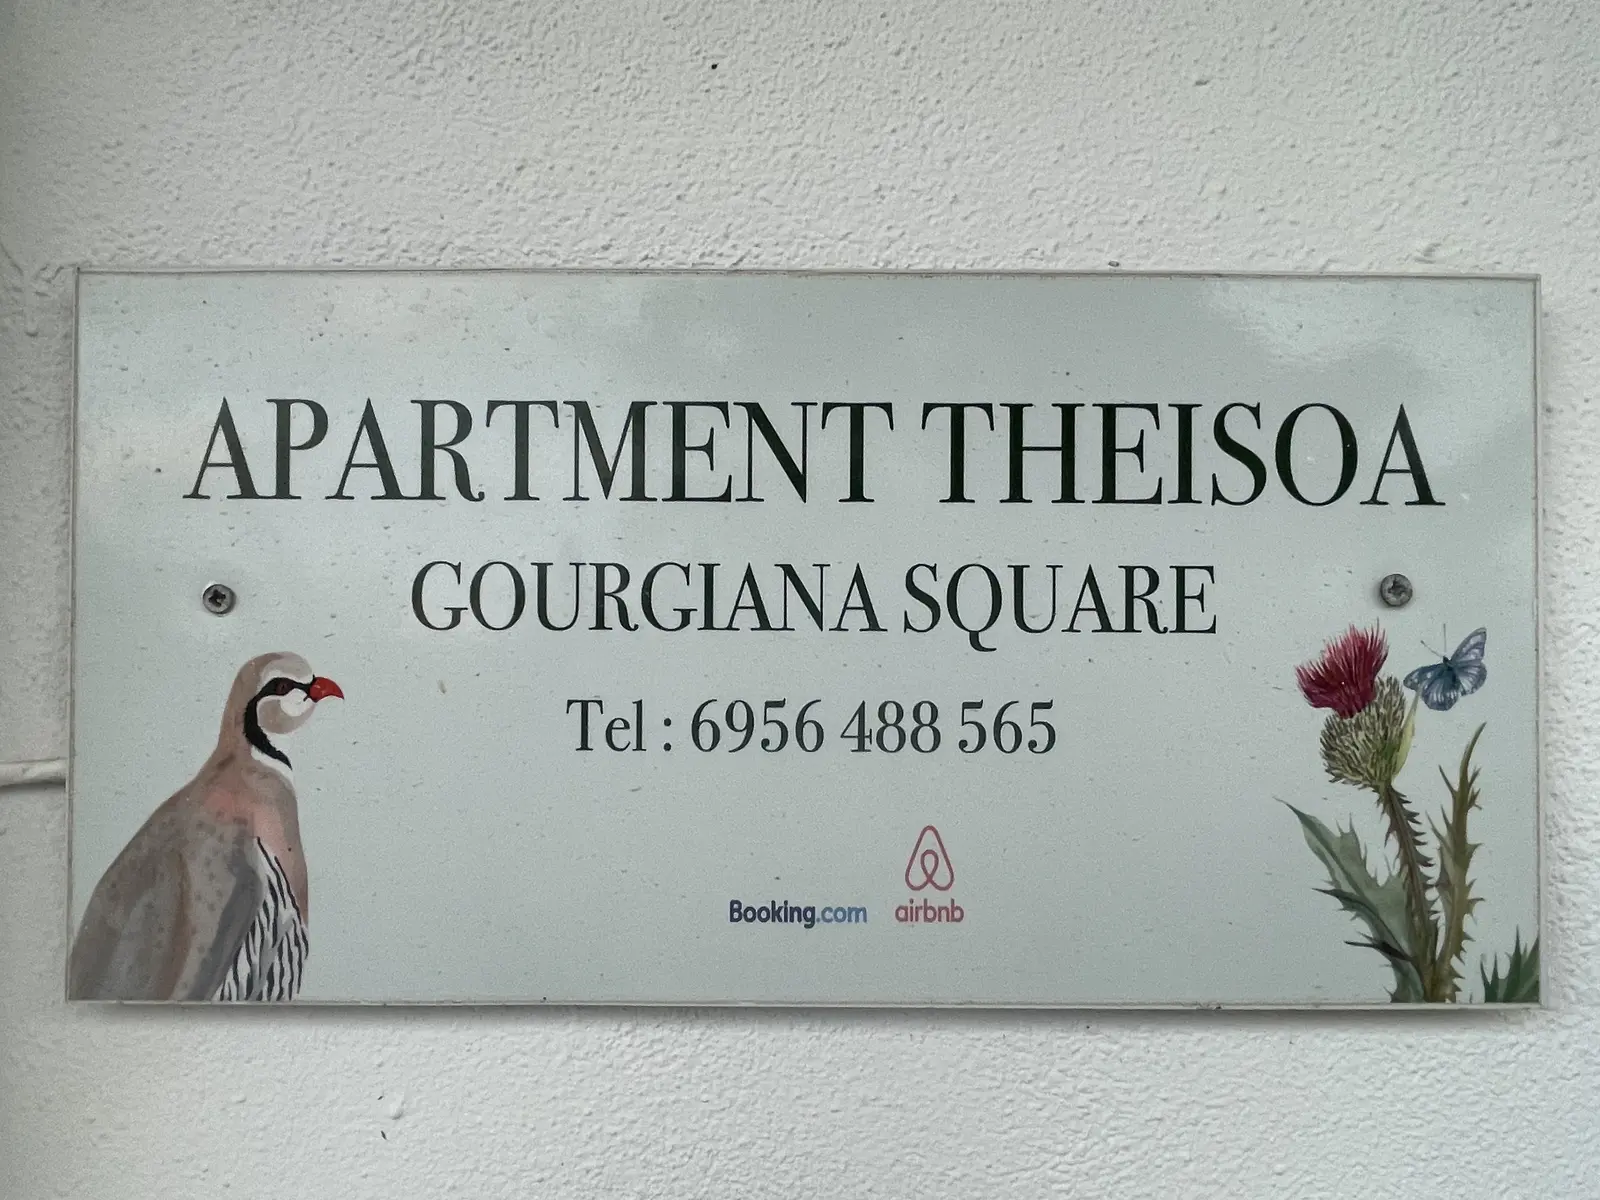 APARTMENT THEISOA
GOURGIANA SQUARE
Tel : 6956 488 565
Booking.com airbnb